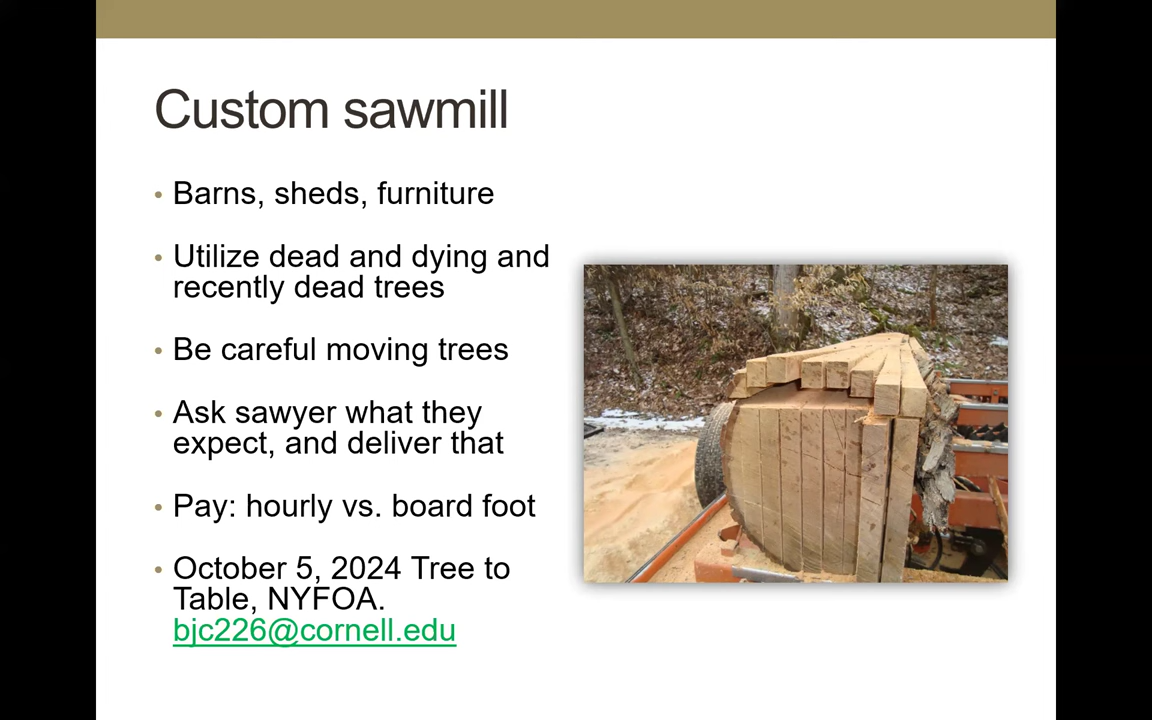 Custom sawmill
• Barns, sheds, furniture
• Utilize dead and dying and
recently dead trees
• Be careful moving trees
• Ask sawyer what they
expect, and deliver that
• Pay: hourly vs. board foot
• October 5, 2024 Tree to
Table, NYFOA.
bjc226@cornell.edu